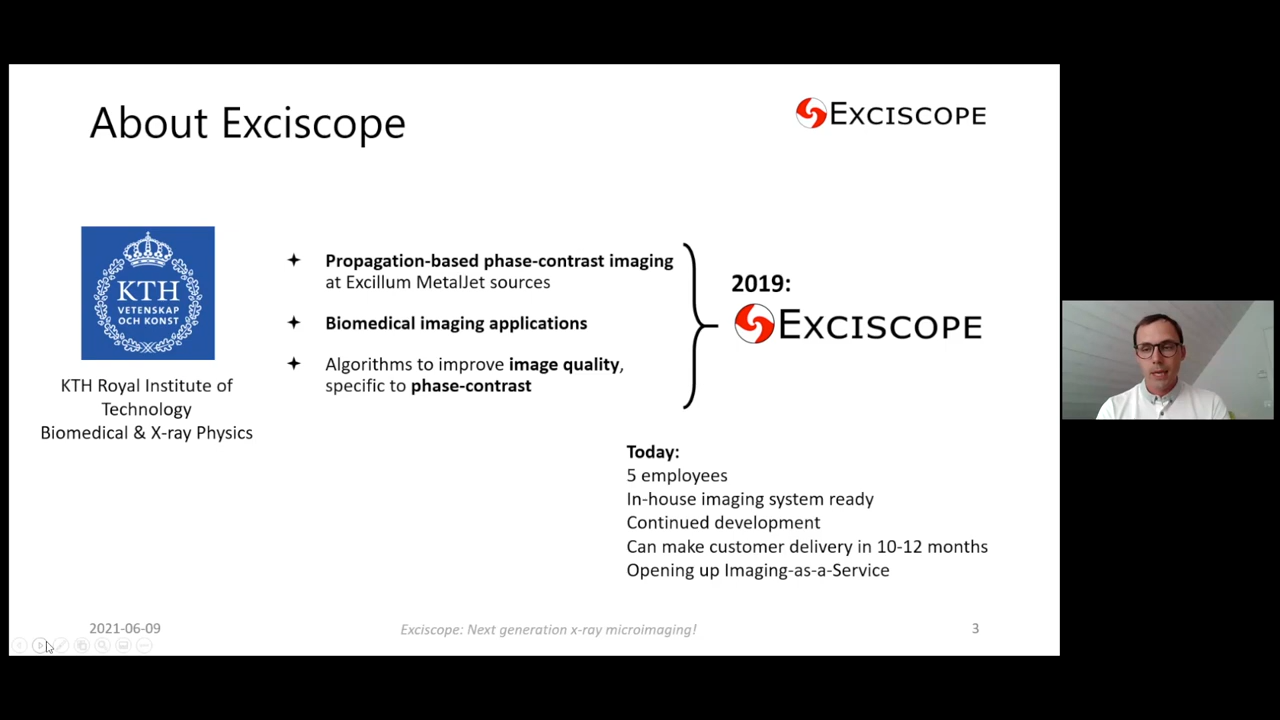 About Exciscope
EXCISCOPE
KTH
VETENSKAP
OCH KONST
KTH Royal Institute of
Technology
Biomedical & X-ray Physics
Propagation-based phase-contrast imaging
at Excillum MetalJet sources
Biomedical imaging applications
Algorithms to improve image quality,
specific to phase-contrast
2019:
EXCISCOPE
Today:
5 employees
In-house imaging system ready
Continued development
Can make customer delivery in 10-12 months
Opening up Imaging-as-a-Service
2021-06-09
Exciscope: Next generation x-ray microimaging!
3